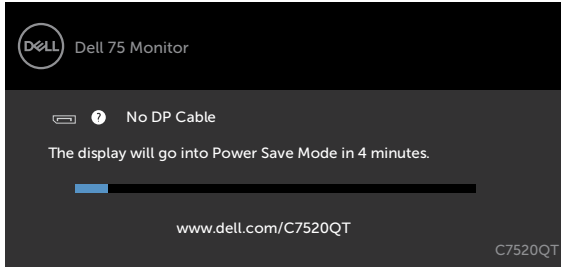 DELL
Dell 75 Monitor
? No DP Cable
The display will go into Power Save Mode in 4 minutes.
www.dell.com/C7520QT
C7520QT